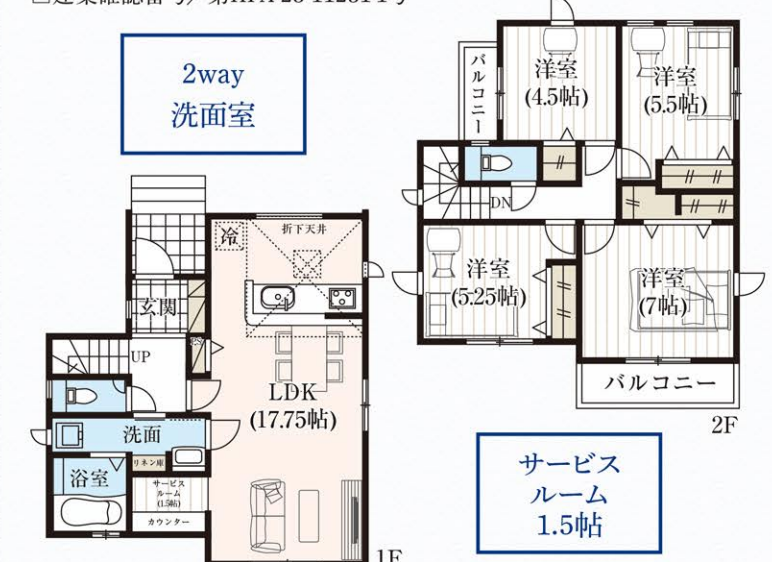 2way
洗面室
バルコニー
洋室
(4.5帖)
洋室
(5.5帖)
DN
洋室
(5.25帖)
洋室
(7帖)
バルコニー
2F
冷
折下天井
玄関
UP
LDK
(17.75帖)
洗面
リネン庫
浴室
サービス
ルーム
(1.5帖)
カウンター
1F
サービス
ルーム
1.5帖